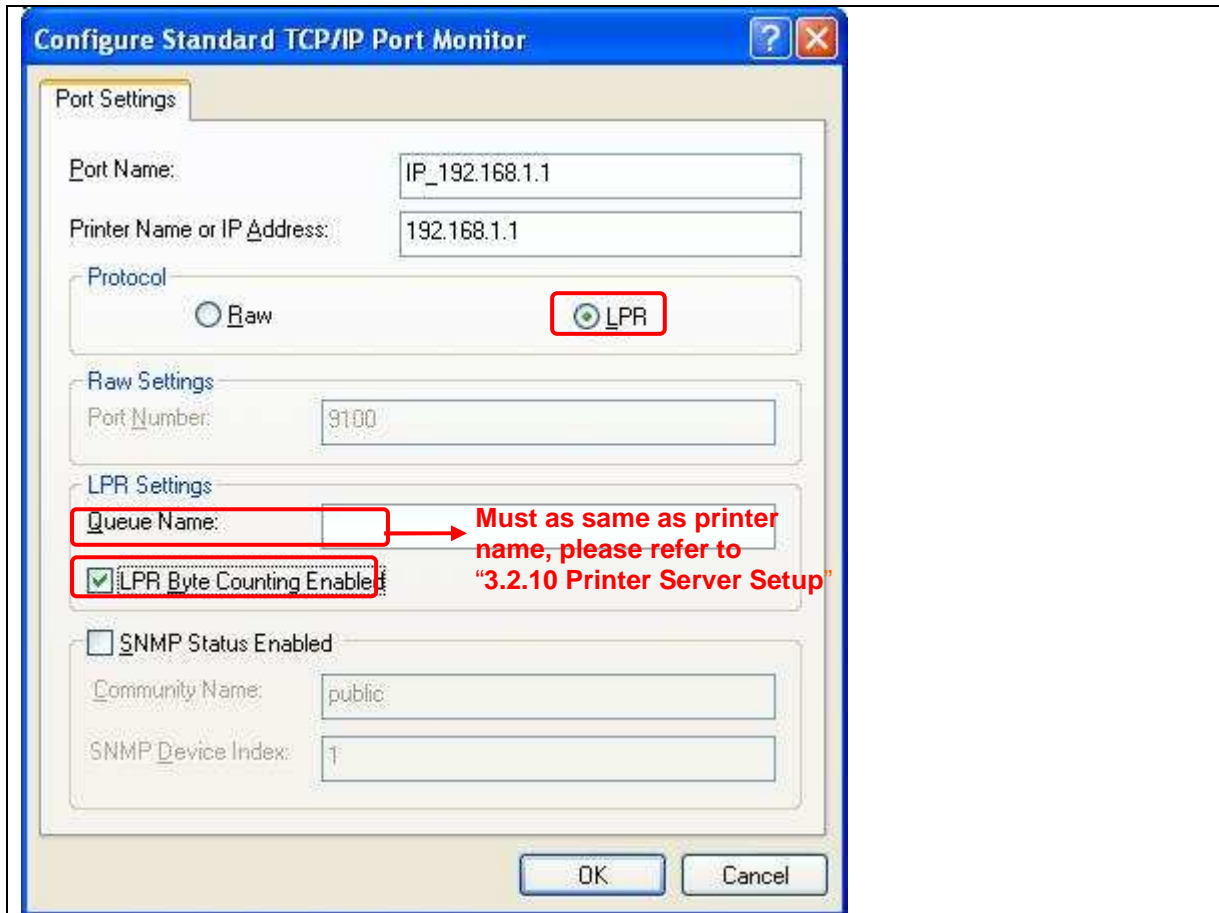 Configure Standard TCP/IP Port Monitor
Port Settings
Port Name:
IP_192.168.1.1
Printer Name or IP Address:
192.168.1.1
Protocol
Raw
LPR
Raw Settings
Port Number:
9100
LPR Settings
Queue Name:
Must as same as printer
name, please refer to
“3.2.10 Printer Server Setup”
LPR Byte Counting Enabled
SNMP Status Enabled
Community Name:
public
SNMP Device Index:
1
OK
Cancel